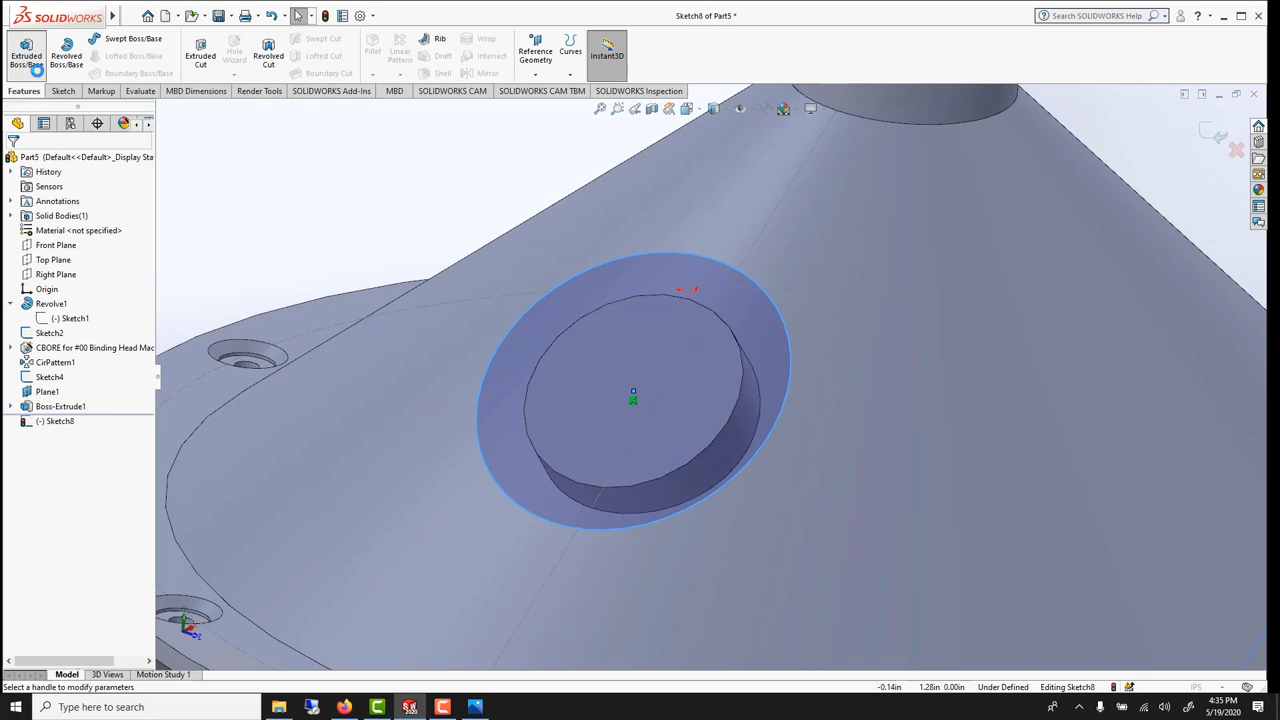 SOLIDWORKS
Sketch8 of Part5 *
Search SOLIDWORKS Help
Extruded Boss/Base
Revolved Boss/Base
Swept Boss/Base
Lofted Boss/Base
Boundary Boss/Base
Extruded Cut
Hole Wizard
Revolved Cut
Swept Cut
Lofted Cut
Boundary Cut
Fillet
Linear Pattern
Rib
Draft
Shell
Wrap
Intersect
Mirror
Reference Geometry
Curves
Instant3D
Features Sketch Markup Evaluate MBD Dimensions Render Tools SOLIDWORKS Add-Ins MBD SOLIDWORKS CAM SOLIDWORKS CAM TBM SOLIDWORKS Inspection
Part5 (Default<<Default>_Display Sta
History
Sensors
Annotations
Solid Bodies(1)
Material <not specified>
Front Plane
Top Plane
Right Plane
Origin
Revolve1
(-) Sketch1
Sketch2
CBORE for #00 Binding Head Mac
CirPattern1
Sketch4
Plane1
Boss-Extrude1
(-) Sketch8
Model 3D Views Motion Study 1
Select a handle to modify parameters
-0.14in 1.28in 0.00in Under Defined Editing Sketch8 IPS -
Type here to search
4:35 PM
5/19/2020